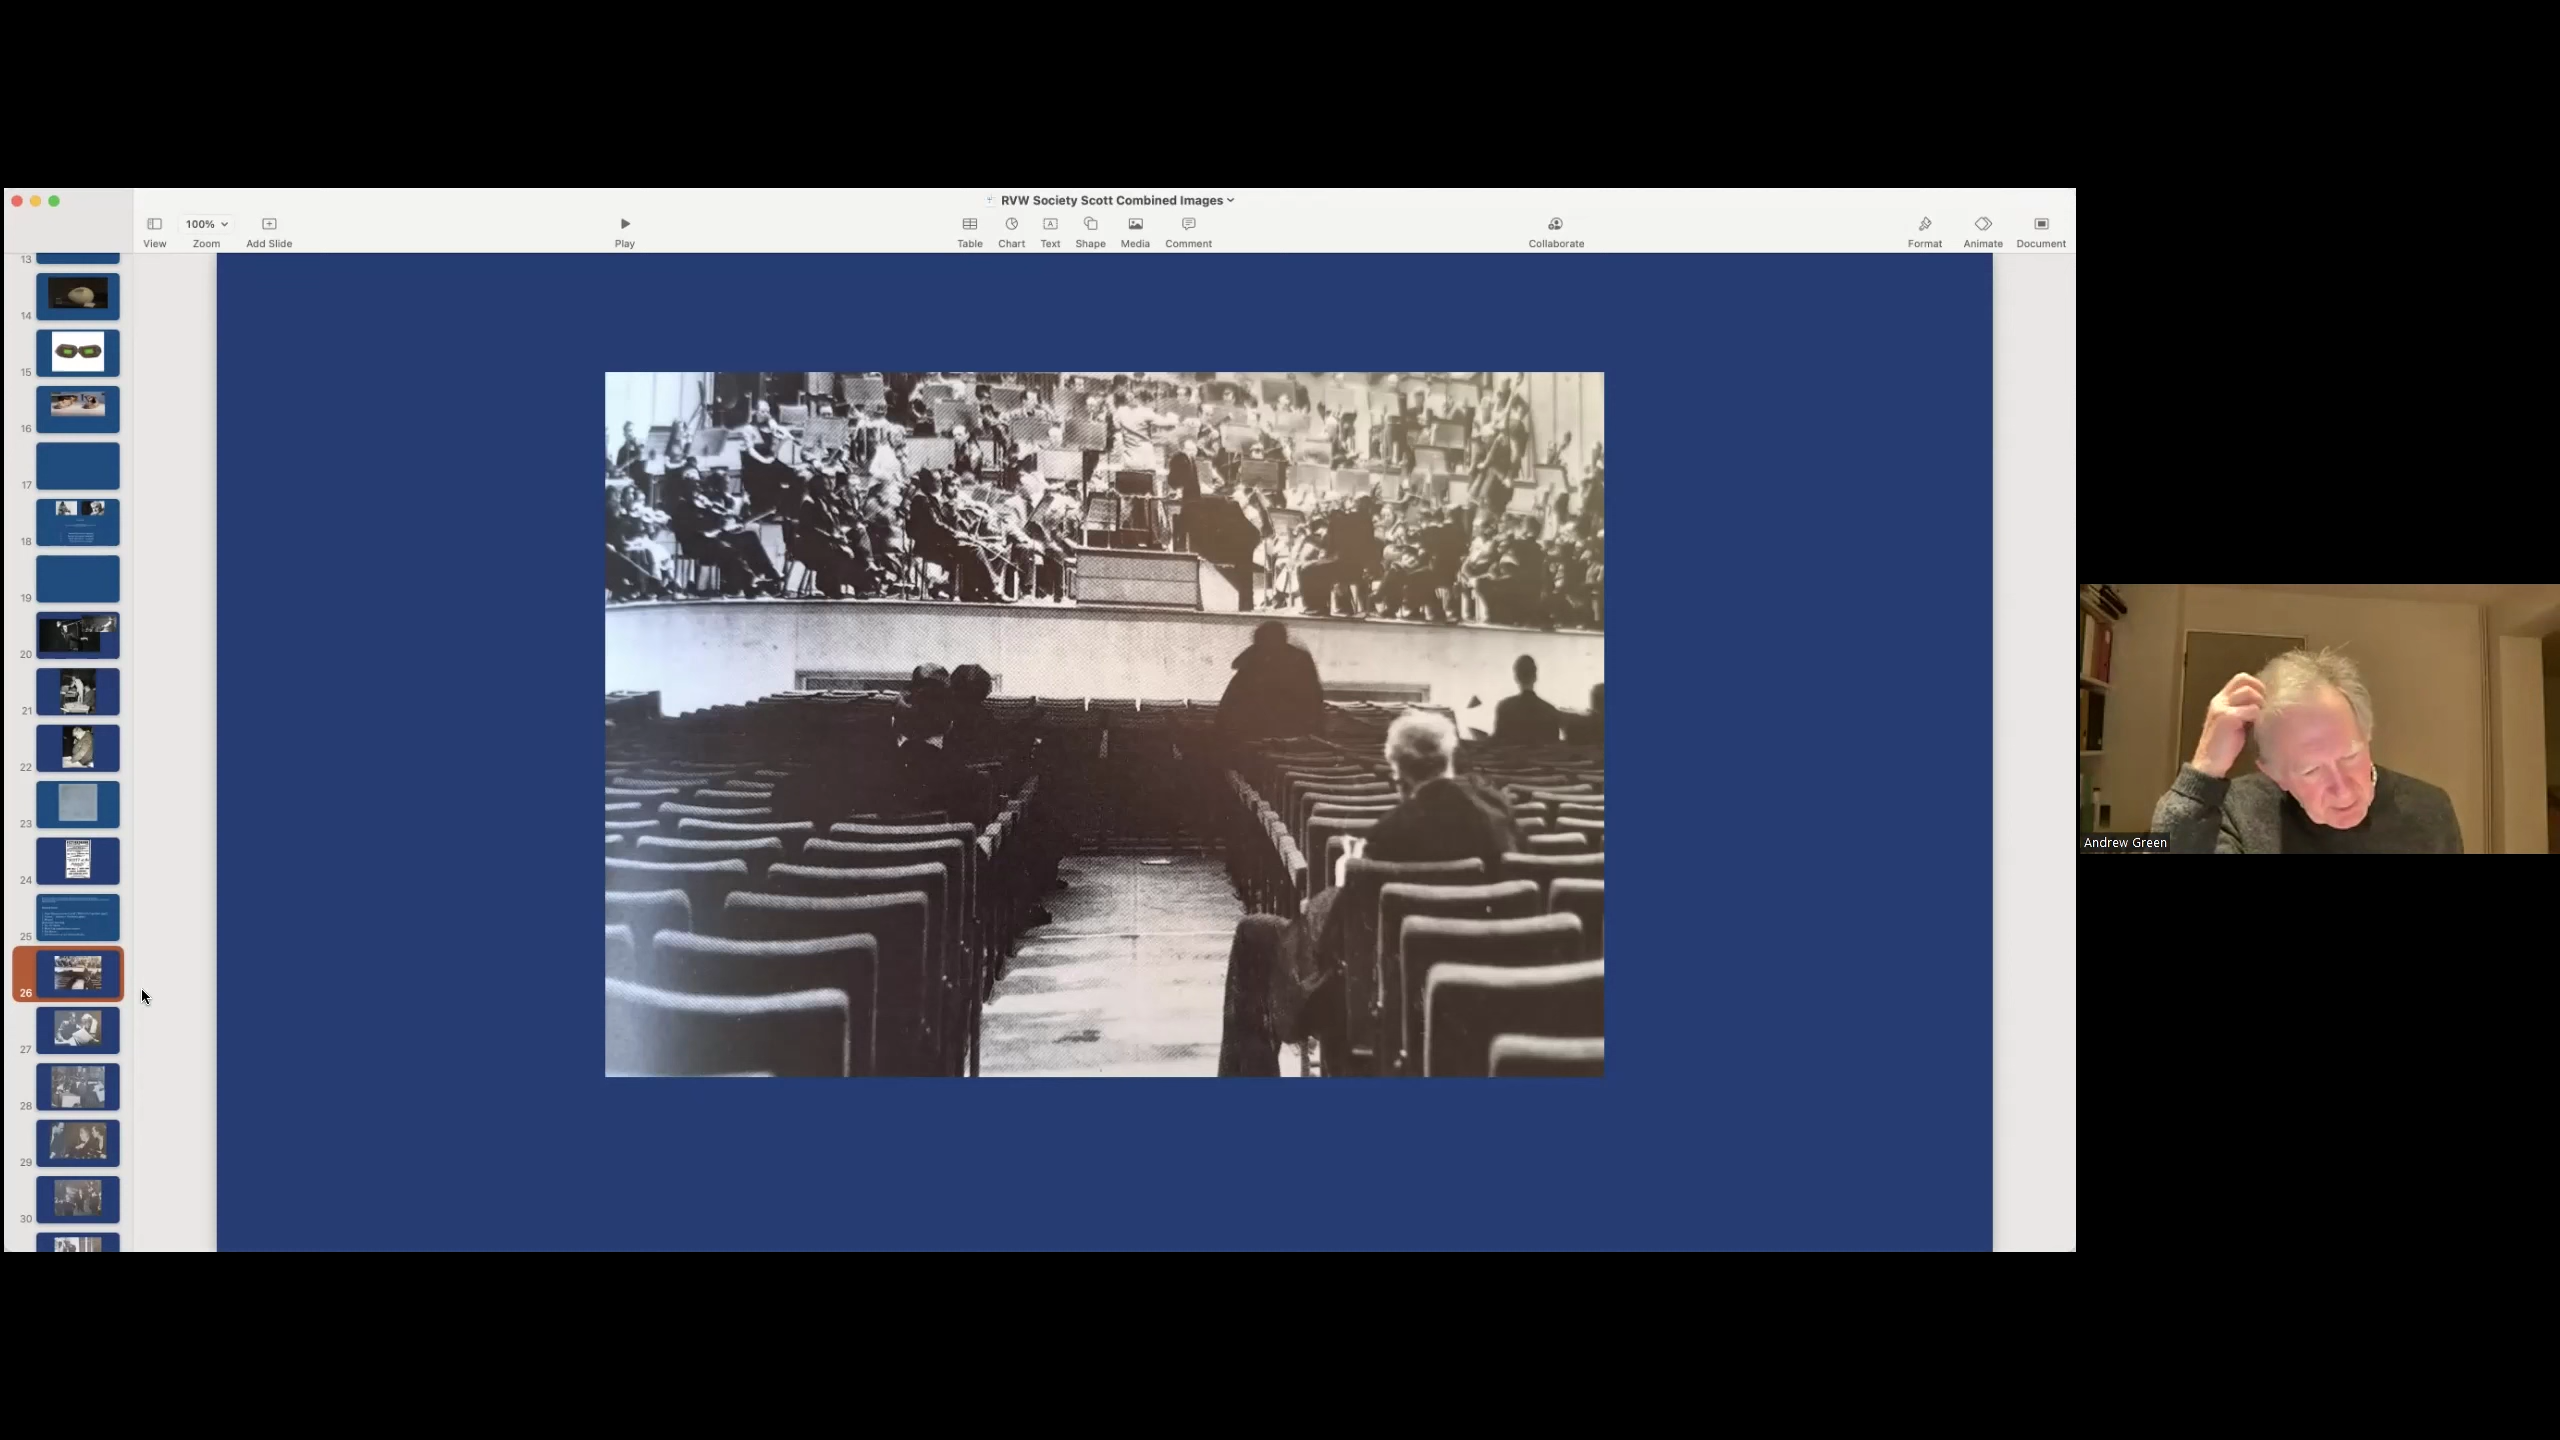 RVW Society Scott Combined Images
100%
View
Zoom
Add Slide
Play
Table
Chart
Text
Shape
Media
Comment
Collaborate
Format
Animate
Document
13
14
15
16
17
18
19
20
21
22
23
24
25
26
27
28
29
30
Andrew Green